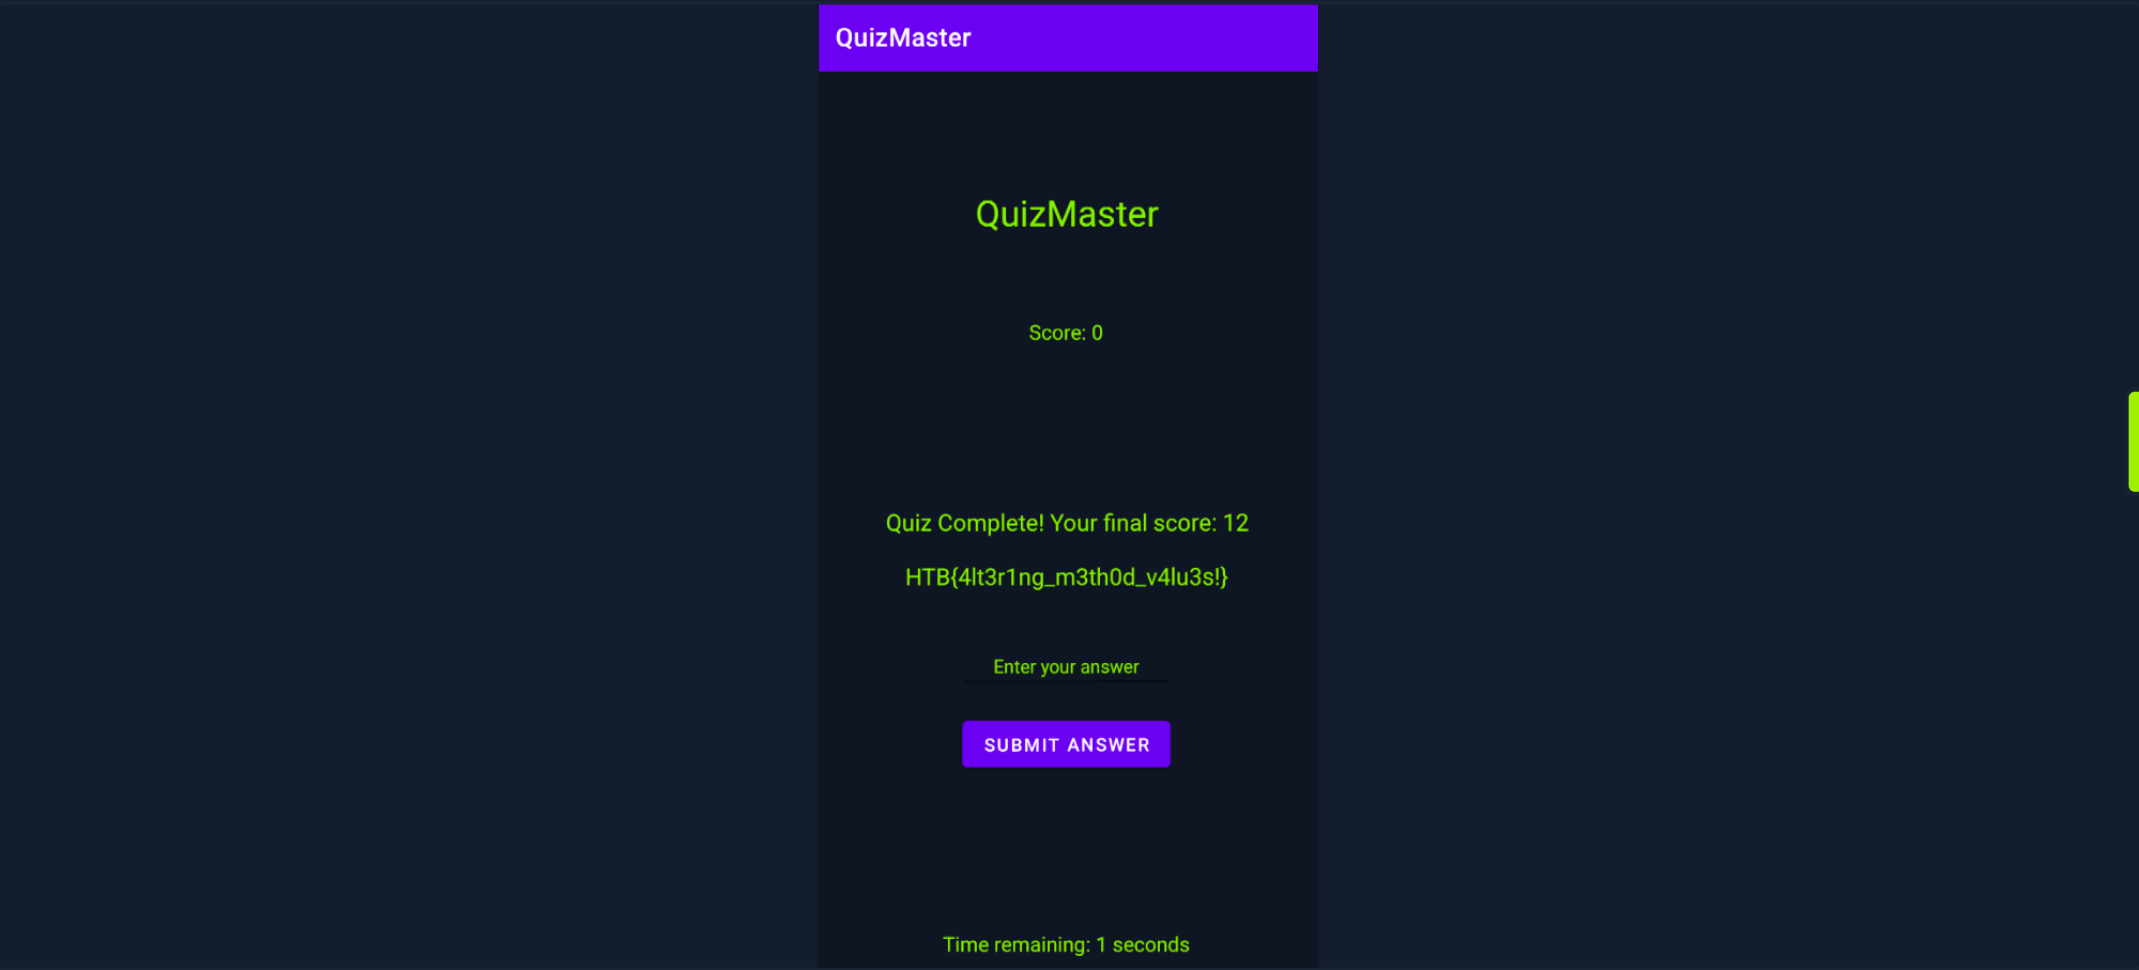 QuizMaster
QuizMaster
Score: 0
Quiz Complete! Your final score: 12
HTB{4lt3r1ng_m3th0d_v4lu3s!}
Enter your answer
SUBMIT ANSWER
Time remaining: 1 seconds